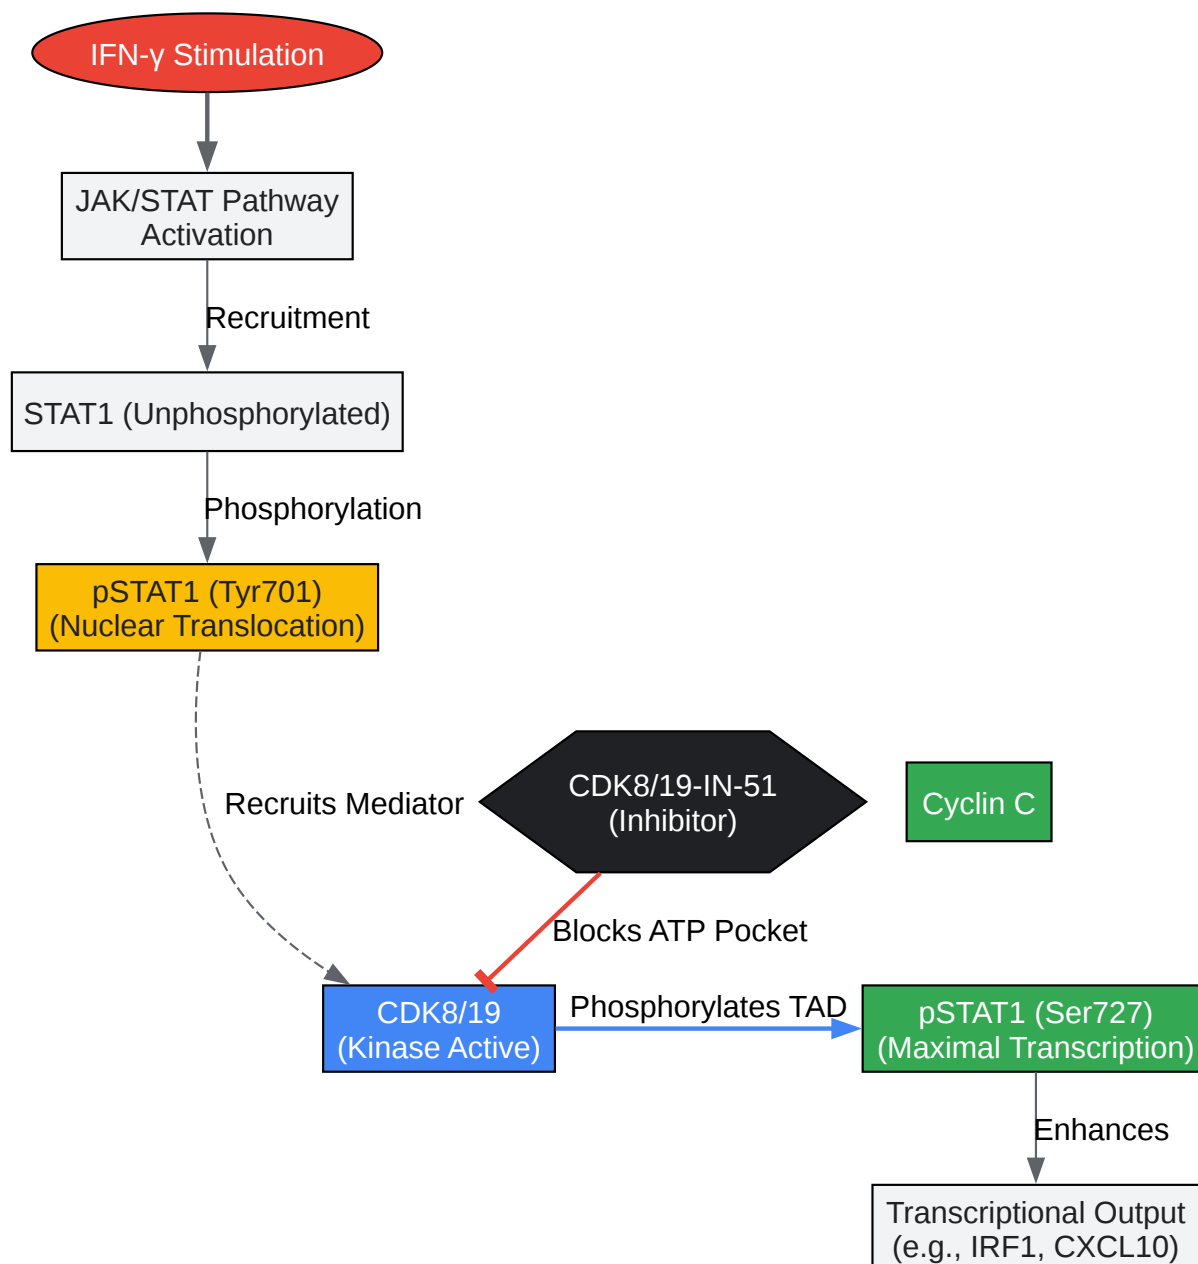 IFN-γ Stimulation
JAK/STAT Pathway
Activation
Recruitment
STAT1 (Unphosphorylated)
Phosphorylation
pSTAT1 (Tyr701)
(Nuclear Translocation)
Recruits Mediator
CDK8/19-IN-51
(Inhibitor)
Cyclin C
Blocks ATP Pocket
CDK8/19
(Kinase Active)
Phosphorylates TAD
pSTAT1 (Ser727)
(Maximal Transcription)
Enhances
Transcriptional Output
(e.g., IRF1, CXCL10)